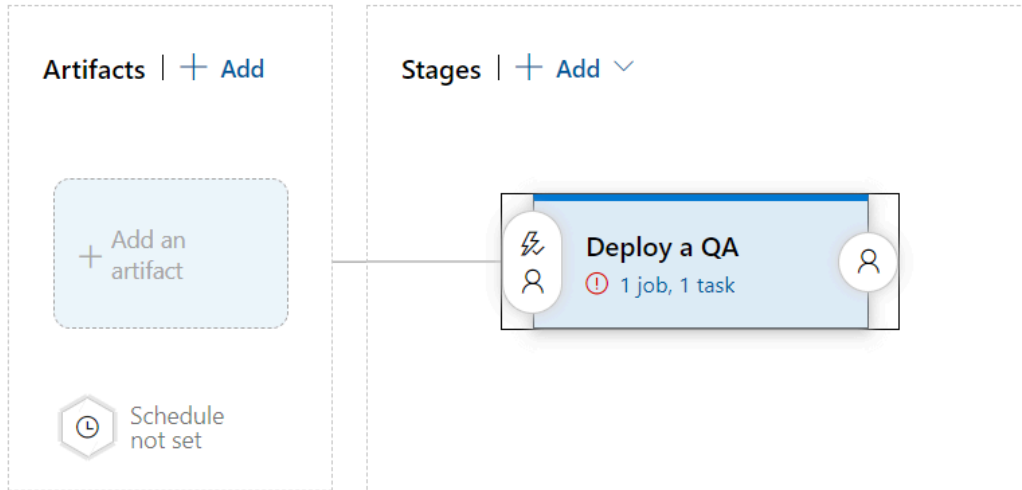 Artifacts | + Add
Stages | + Add
Add an
artifact
Deploy a QA
1 job, 1 task
Schedule
not set